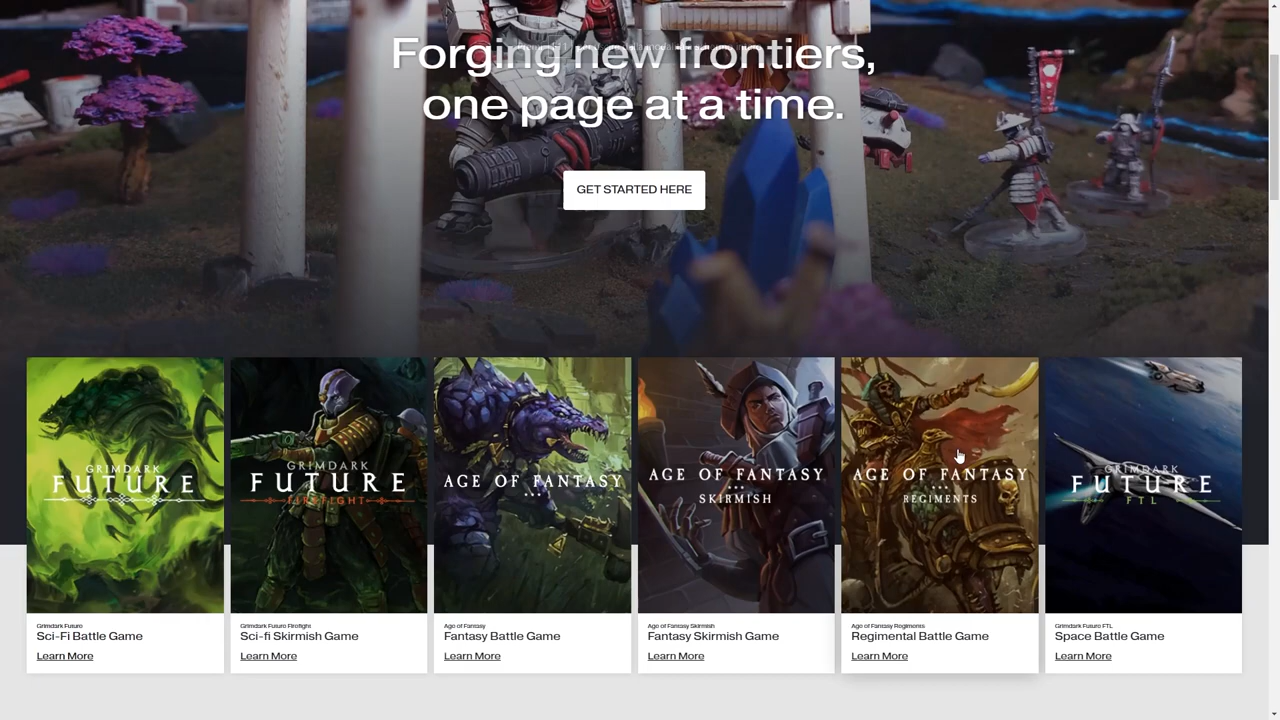 Forging new frontiers,
one page at a time.
GET STARTED HERE
GRIMDARK
FUTURE
GRIMDARK
FUTURE
FIREFIGHT
AGE OF FANTASY
AGE OF FANTASY
SKIRMISH
AGE OF FANTASY
REGIMENTS
GRIMDARK
FUTURE
FTL
Grimdark Future
Sci-Fi Battle Game
Learn More
Grimdark Future Firefight
Sci-fi Skirmish Game
Learn More
Age of Fantasy
Fantasy Battle Game
Learn More
Age of Fantasy Skirmish
Fantasy Skirmish Game
Learn More
Age of Fantasy Regiments
Regimental Battle Game
Learn More
Grimdark Future FTL
Space Battle Game
Learn More